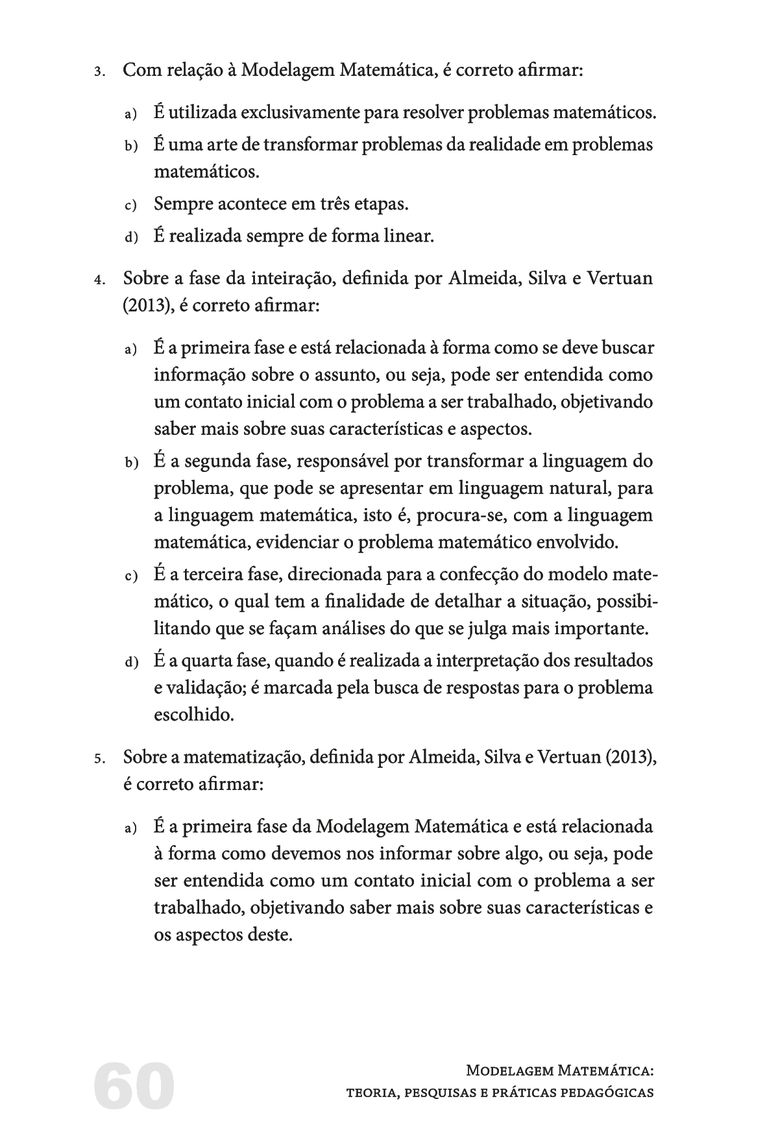 3. Com relação à Modelagem Matemática, é correto afirmar:
a) É utilizada exclusivamente para resolver problemas matemáticos.
b) É uma arte de transformar problemas da realidade em problemas
matemáticos.
c) Sempre acontece em três etapas.
d) É realizada sempre de forma linear.
4. Sobre a fase da inteiração, definida por Almeida, Silva e Vertuan
(2013), é correto afirmar:
a) É a primeira fase e está relacionada à forma como se deve buscar
informação sobre o assunto, ou seja, pode ser entendida como
um contato inicial com o problema a ser trabalhado, objetivando
saber mais sobre suas características e aspectos.
b) É a segunda fase, responsável por transformar a linguagem do
problema, que pode se apresentar em linguagem natural, para
a linguagem matemática, isto é, procura-se, com a linguagem
matemática, evidenciar o problema matemático envolvido.
c) É a terceira fase, direcionada para a confecção do modelo mate-
mático, o qual tem a finalidade de detalhar a situação, possibi-
litando que se façam análises do que se julga mais importante.
d) É a quarta fase, quando é realizada a interpretação dos resultados
e validação; é marcada pela busca de respostas para o problema
escolhido.
5. Sobre a matematização, definida por Almeida, Silva e Vertuan (2013),
é correto afirmar:
a) É a primeira fase da Modelagem Matemática e está relacionada
à forma como devemos nos informar sobre algo, ou seja, pode
ser entendida como um contato inicial com o problema a ser
trabalhado, objetivando saber mais sobre suas características e
os aspectos deste.
60
Modelagem Matemática:
teoria, pesquisas e práticas pedagógicas